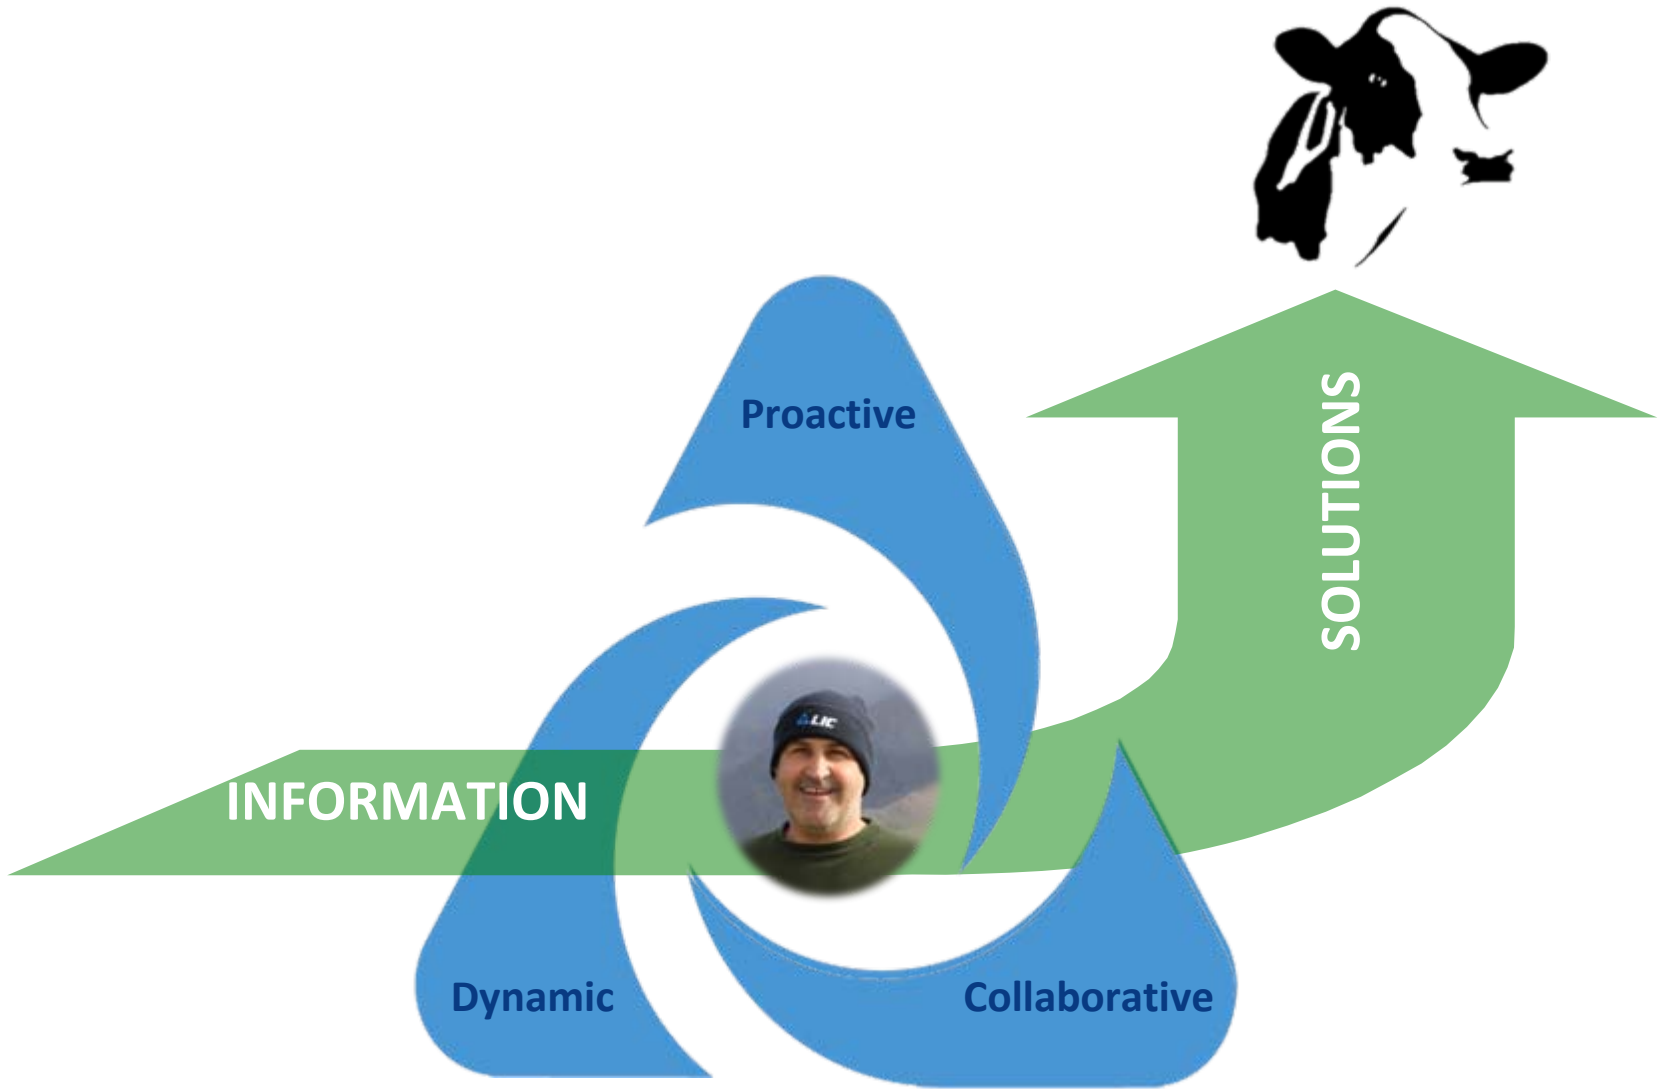 Proactive
SOLUTIONS
LIC
INFORMATION
Dynamic
Collaborative